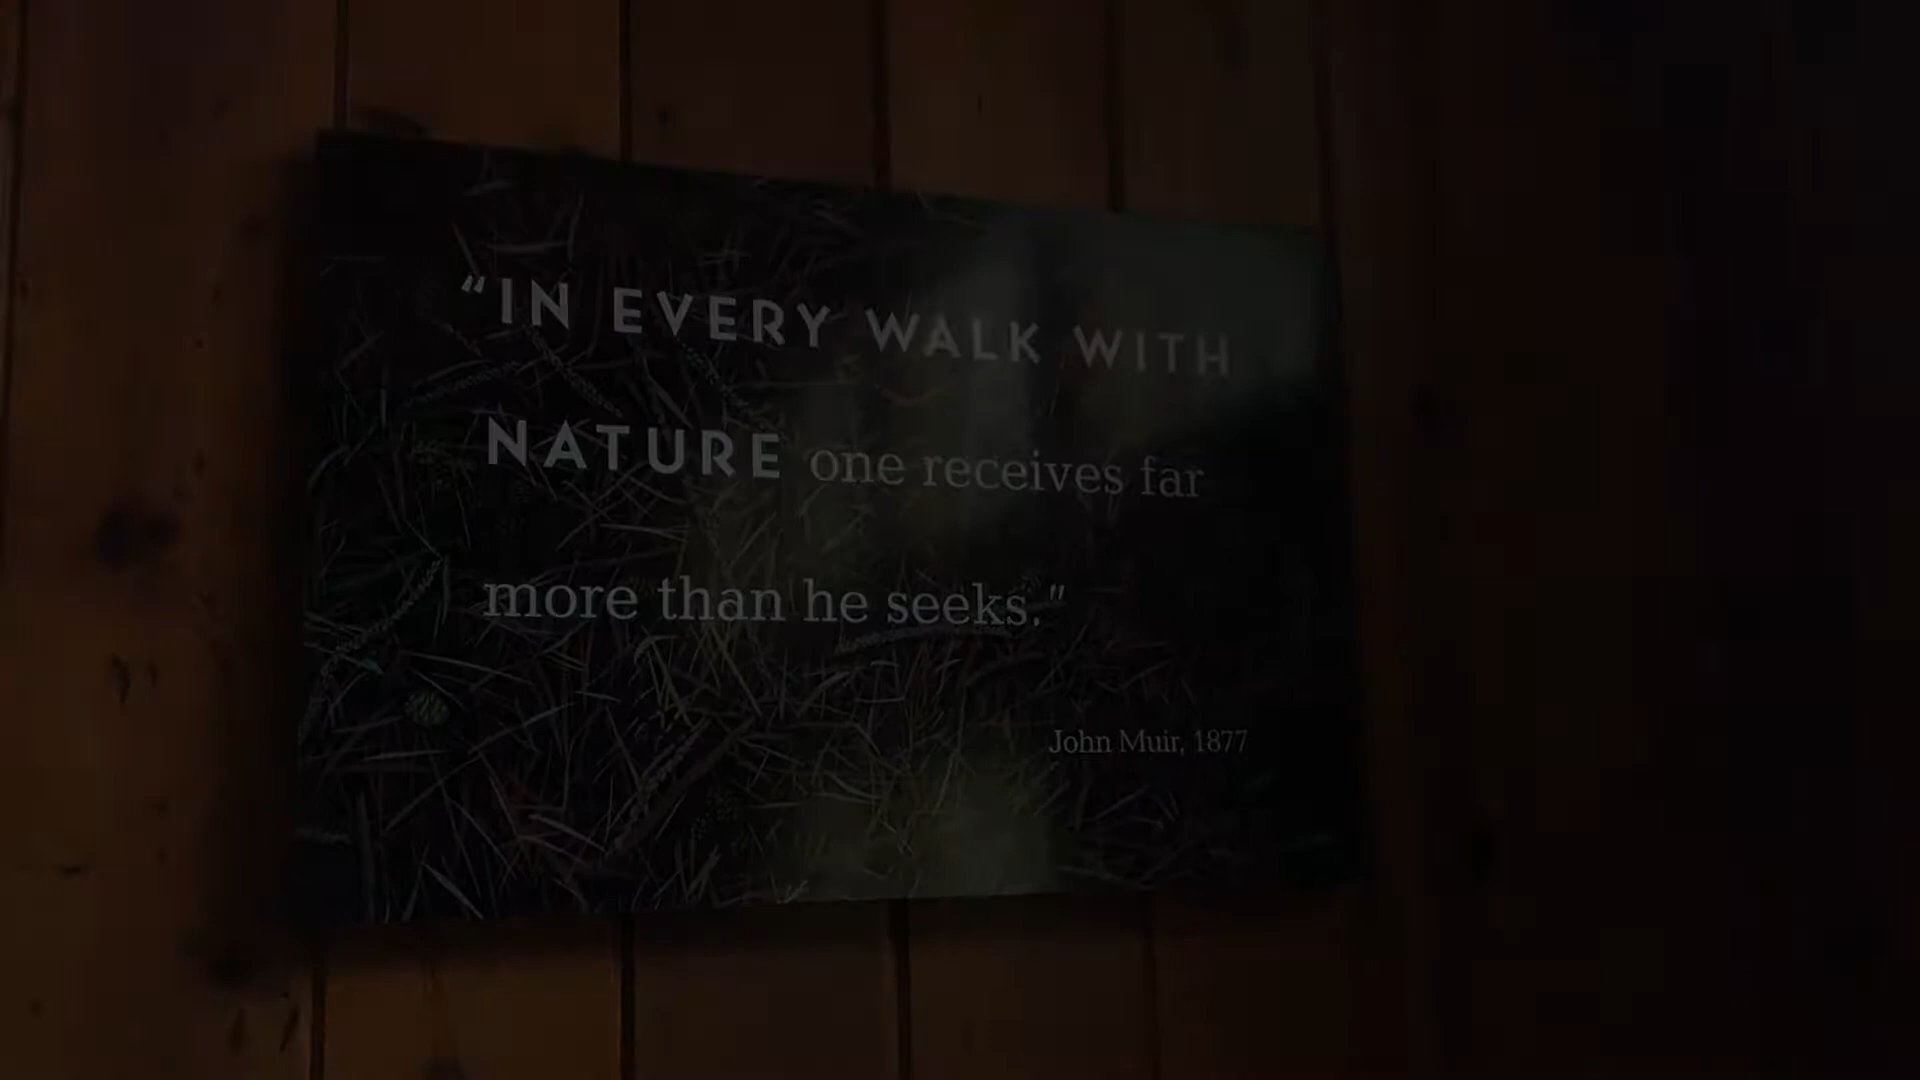 “IN EVERY WALK WITH
NATURE one receives far
more than he seeks."
John Muir, 1877